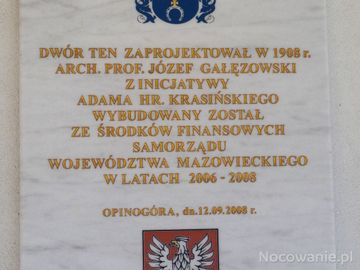 DWÓR TEN ZAPROJEKTOWAŁ W 1908 r.
ARCH. PROF. JÓZEF GAŁĘZOWSKI
Z INICJATYWY
ADAMA HR. KRASIŃSKIEGO
WYBUDOWANY ZOSTAŁ
ZE ŚRODKÓW FINANSOWYCH
SAMORZĄDU
WOJEWÓDZTWA MAZOWIECKIEGO
W LATACH 2006 - 2008
OPINOGÓRA, dn.12.09.2008 r.
Nocowanie.pl